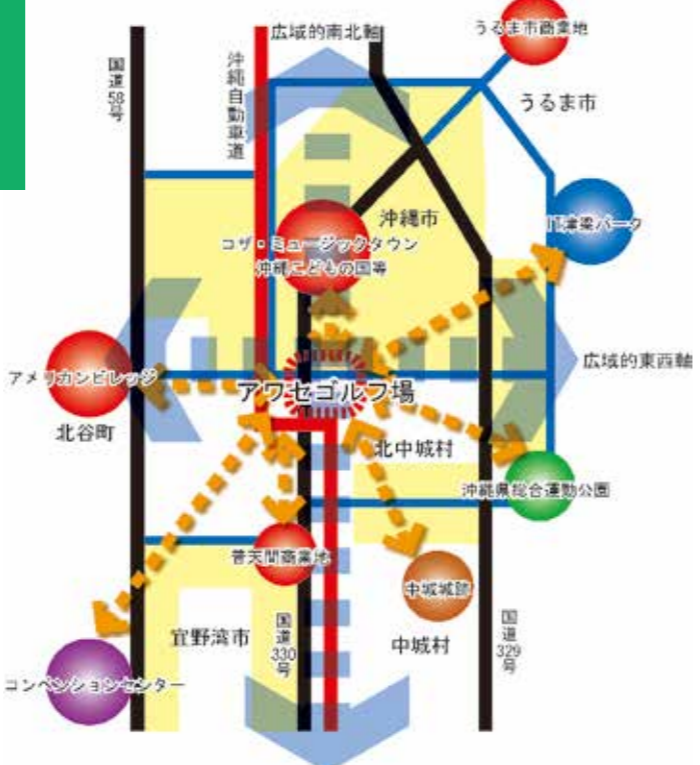 広域的南北軸
うるま市商業地
国道58号
沖縄自動車道
うるま市
沖縄市
IT津梁パーク
コザ・ミュージックタウン
沖縄こどもの国等
広域的東西軸
アメリカンビレッジ
アワセゴルフ場
北谷町
北中城村
沖縄県総合運動公園
普天間商業地
中城城跡
宜野湾市
国道330号
中城村
国道329号
コンベンションセンター